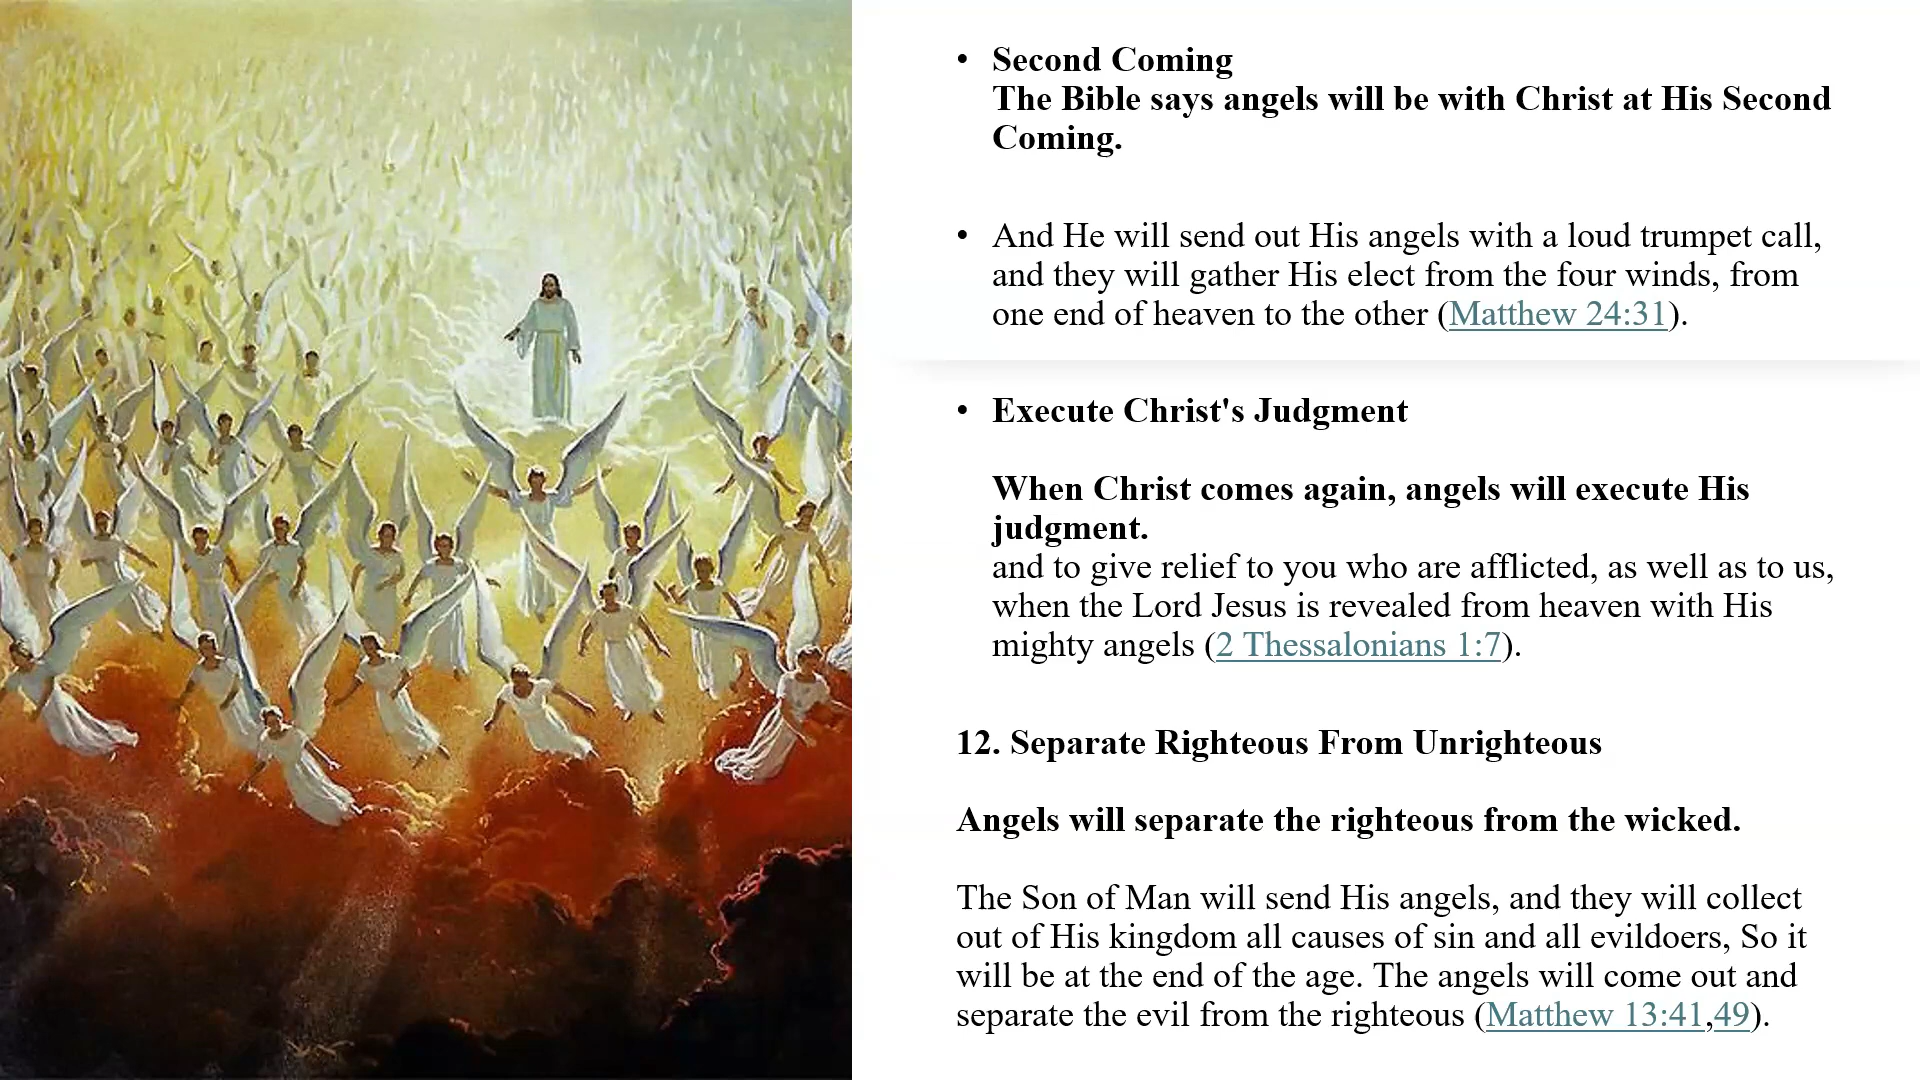 • Second Coming
The Bible says angels will be with Christ at His Second
Coming.
• And He will send out His angels with a loud trumpet call,
and they will gather His elect from the four winds, from
one end of heaven to the other (Matthew 24:31).
• Execute Christ's Judgment
When Christ comes again, angels will execute His
judgment.
and to give relief to you who are afflicted, as well as to us,
when the Lord Jesus is revealed from heaven with His
mighty angels (2 Thessalonians 1:7).
12. Separate Righteous From Unrighteous
Angels will separate the righteous from the wicked.
The Son of Man will send His angels, and they will collect
out of His kingdom all causes of sin and all evildoers, So it
will be at the end of the age. The angels will come out and
separate the evil from the righteous (Matthew 13:41,49).